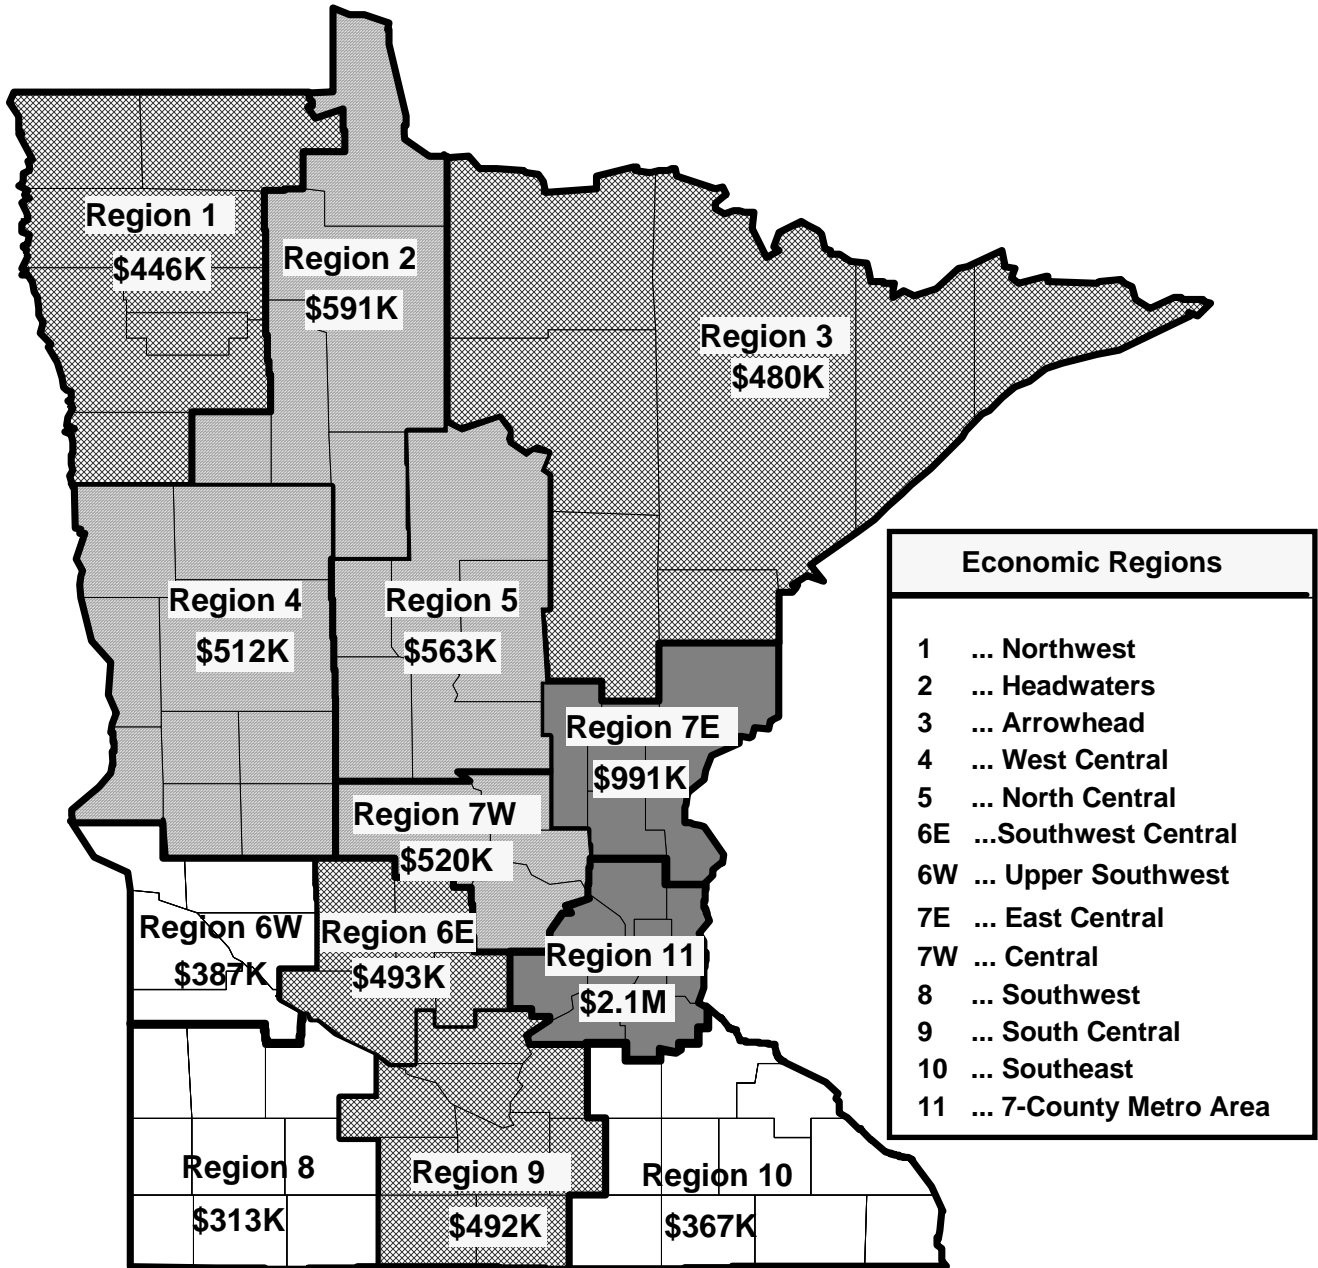 Region 1
$446K
Region 2
$591K
Region 3
$480K
Region 4
$512K
Region 5
$563K
Region 7E
$991K
Region 7W
$520K
Region 6W
$387K
Region 6E
$493K
Region 11
$2.1M
Region 8
$313K
Region 9
$492K
Region 10
$367K
Economic Regions
1 ... Northwest
2 ... Headwaters
3 ... Arrowhead
4 ... West Central
5 ... North Central
6E ...Southwest Central
6W ... Upper Southwest
7E ... East Central
7W ... Central
8 ... Southwest
9 ... South Central
10 ... Southeast
11 ... 7-County Metro Area